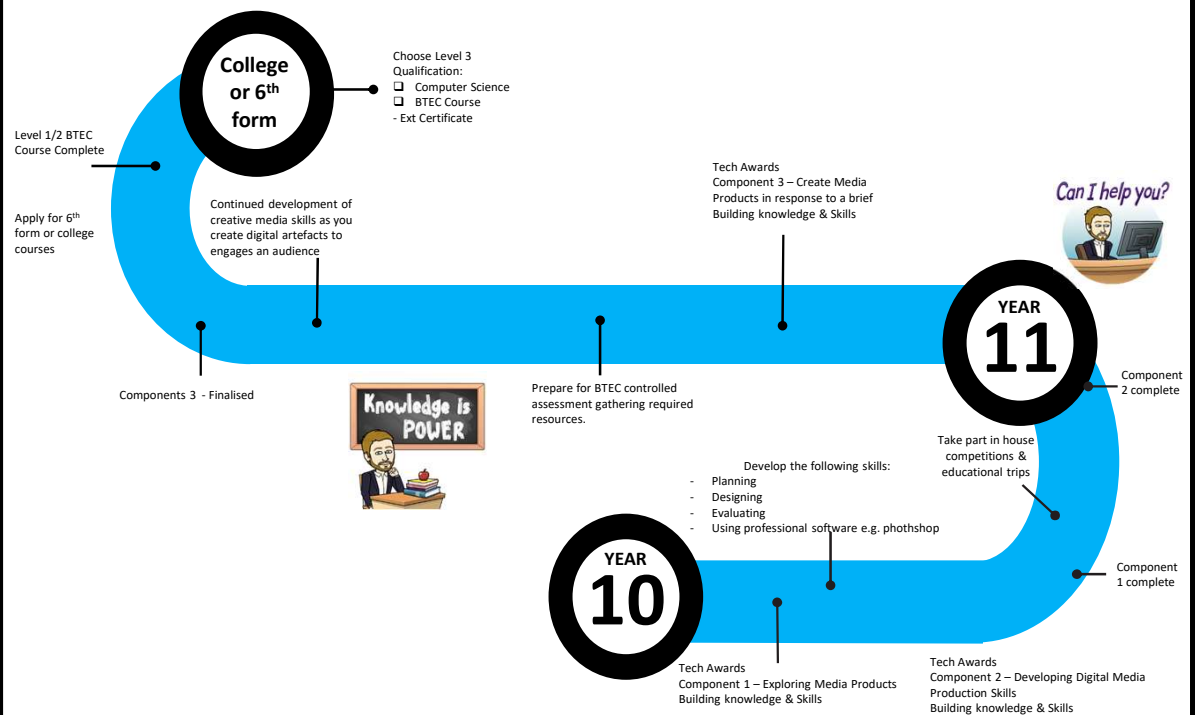 College
or 6th
form
Choose Level 3
Qualification:
❑ Computer Science
❑ BTEC Course
- Ext Certificate
Level 1/2 BTEC
Course Complete
Apply for 6th
form or college
courses
Continued development of
creative media skills as you
create digital artefacts to
engages an audience
Tech Awards
Component 3 – Create Media
Products in response to a brief
Building knowledge & Skills
Can I help you?
YEAR
11
Components 3 - Finalised
Knowledge is
POWER
Prepare for BTEC controlled
assessment gathering required
resources.
Component
2 complete
Take part in house
competitions &
educational trips
Develop the following skills:
- Planning
- Designing
- Evaluating
- Using professional software e.g. phothshop
YEAR
10
Component
1 complete
Tech Awards
Component 1 – Exploring Media Products
Building knowledge & Skills
Tech Awards
Component 2 – Developing Digital Media
Production Skills
Building knowledge & Skills